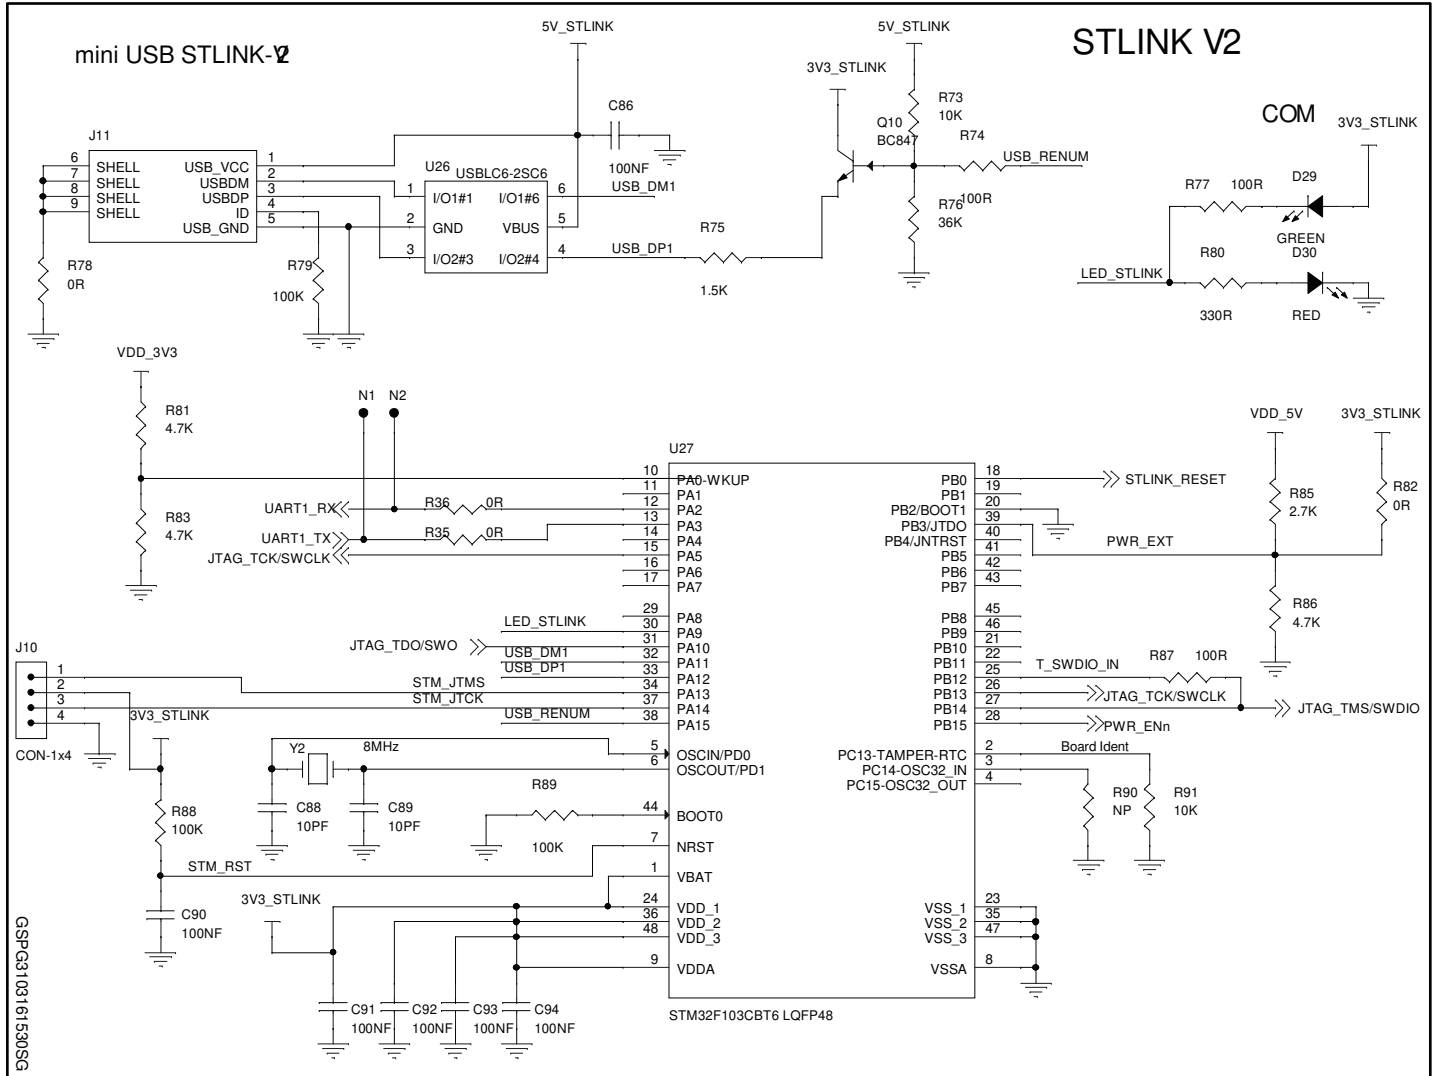 mini USB STLINK-V2
STLINK V2
COM
5V_STLINK
5V_STLINK
3V3_STLINK
3V3_STLINK
C86
100NF
R73
10K
Q10
BC847
R74
100R
USB_RENUM
R76
36K
R77
100R
D29
GREEN
D30
RED
R80
330R
LED_STLINK
J11
6 SHELL USB_VCC 1
7 SHELL USBDM 2
8 SHELL USBDP 3
9 SHELL ID 4
USB_GND 5
U26
USBLC6-2SC6
1 I/O1#1 I/O1#6 6 USB_DM1
2 GND VBUS 5
3 I/O2#3 I/O2#4 4 USB_DP1
R75
1.5K
R78
0R
R79
100K
VDD_3V3
R81
4.7K
R83
4.7K
N1 N2
UART1_RX
R36 0R
UART1_TX
R35 0R
JTAG_TCK/SWCLK
VDD_5V
3V3_STLINK
R85
2.7K
R82
0R
R86
4.7K
U27
10 PA0-WKUP PB0 18 STLINK_RESET
11 PA1 PB1 19
12 PA2 PB2/BOOT1 20
13 PA3 PB3/JTDO 39
14 PA4 PB4/JNTRST 40
15 PA5 PB5 41 PWR_EXT
16 PA6 PB6 42
17 PA7 PB7 43
29 PA8 PB8 45
LED_STLINK 30 PA9 PB9 46
JTAG_TDO/SWO 31 PA10 PB10 21
USB_DM1 32 PA11 PB11 22
USB_DP1 33 PA12 PB12 25 T_SWDIO_IN
STM_JTMS 34 PA13 PB13 26 JTAG_TCK/SWCLK
STM_JTCK 37 PA14 PB14 27 JTAG_TMS/SWDIO
USB_RENUM 38 PA15 PB15 28 PWR_ENn
R87 100R
5 OSCIN/PD0 PC13-TAMPER-RTC 2 Board Ident
6 OSCOUT/PD1 PC14-OSC32_IN 3
PC15-OSC32_OUT 4
44 BOOT0
7 NRST
1 VBAT
24 VDD_1 VSS_1 23
36 VDD_2 VSS_2 35
48 VDD_3 VSS_3 47
9 VDDA VSSA 8
STM32F103CBT6 LQFP48
J10
1
2
3
4
CON-1x4
3V3_STLINK
Y2 8MHz
C88
10PF
C89
10PF
R89
100K
R88
100K
STM_RST
C90
100NF
3V3_STLINK
R90
NP
R91
10K
C91
100NF
C92
100NF
C93
100NF
C94
100NF
GSPG3103161530SG